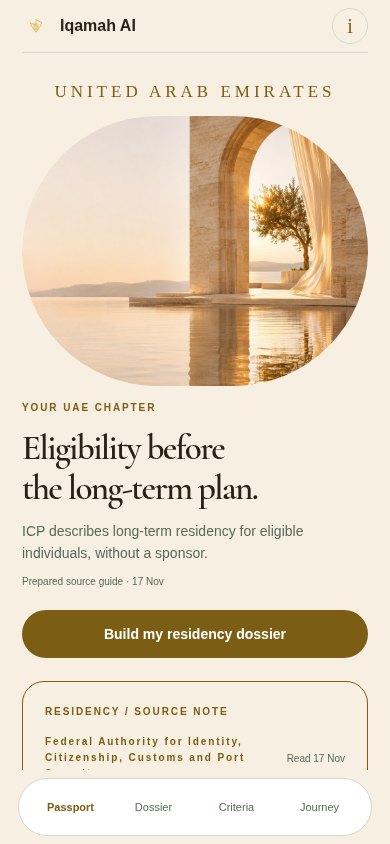 Iqamah AI
i
UNITED ARAB EMIRATES
YOUR UAE CHAPTER
Eligibility before
the long-term plan.
ICP describes long-term residency for eligible
individuals, without a sponsor.
Prepared source guide · 17 Nov
Build my residency dossier
RESIDENCY / SOURCE NOTE
Federal Authority for Identity,
Citizenship, Customs and Port
Read 17 Nov
Passport
Dossier
Criteria
Journey